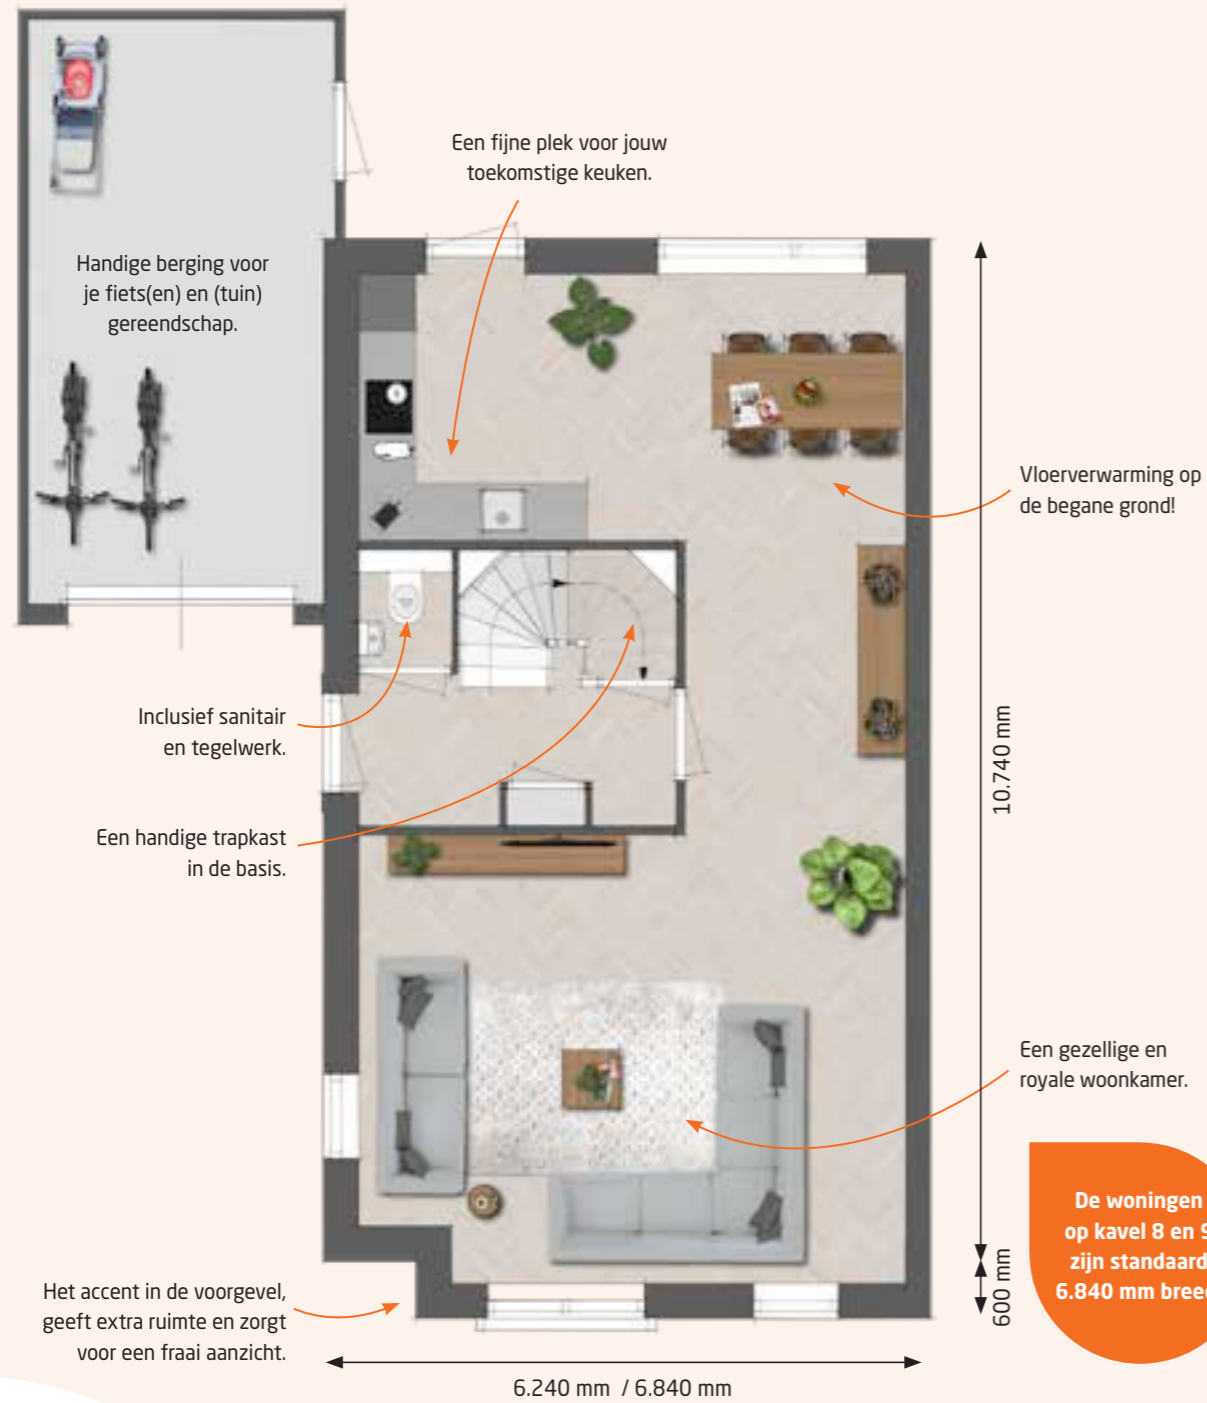 Een fijne plek voor jouw
toekomstige keuken.
Handige berging voor
je fiets(en) en (tuin)
gereendschap.
Vloerverwarming op
de begane grond!
Inclusief sanitair
en tegelwerk.
10.740 mm
Een handige trapkast
in de basis.
Een gezellige en
royale woonkamer.
De woningen
op kavel 8 en 9
zijn standaard
6.840 mm breed
600 mm
Het accent in de voorgevel,
geeft extra ruimte en zorgt
voor een fraai aanzicht.
6.240 mm / 6.840 mm